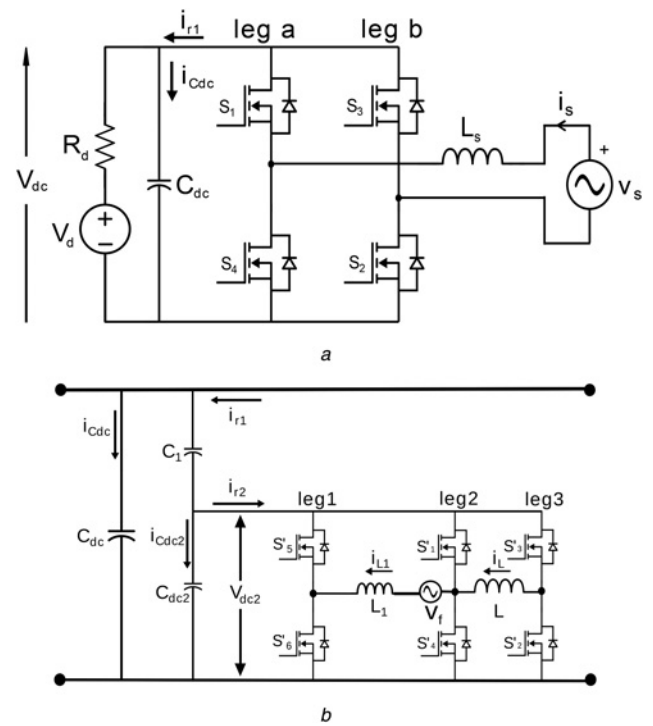 i_r1 leg a leg b
i_Cdc
S_1 S_3 i_s
R_d L_s
V_dc C_dc + v_s
V_d + −
S_4 S_2
a
i_Cdc i_r1
C_1
i_r2 leg1 leg2 leg3
S'_5 S'_1 S'_3
C_dc i_Cdc2 i_L1 i_L
C_dc2 V_dc2 L_1 V_f L
S'_6 S'_4 S'_2
b